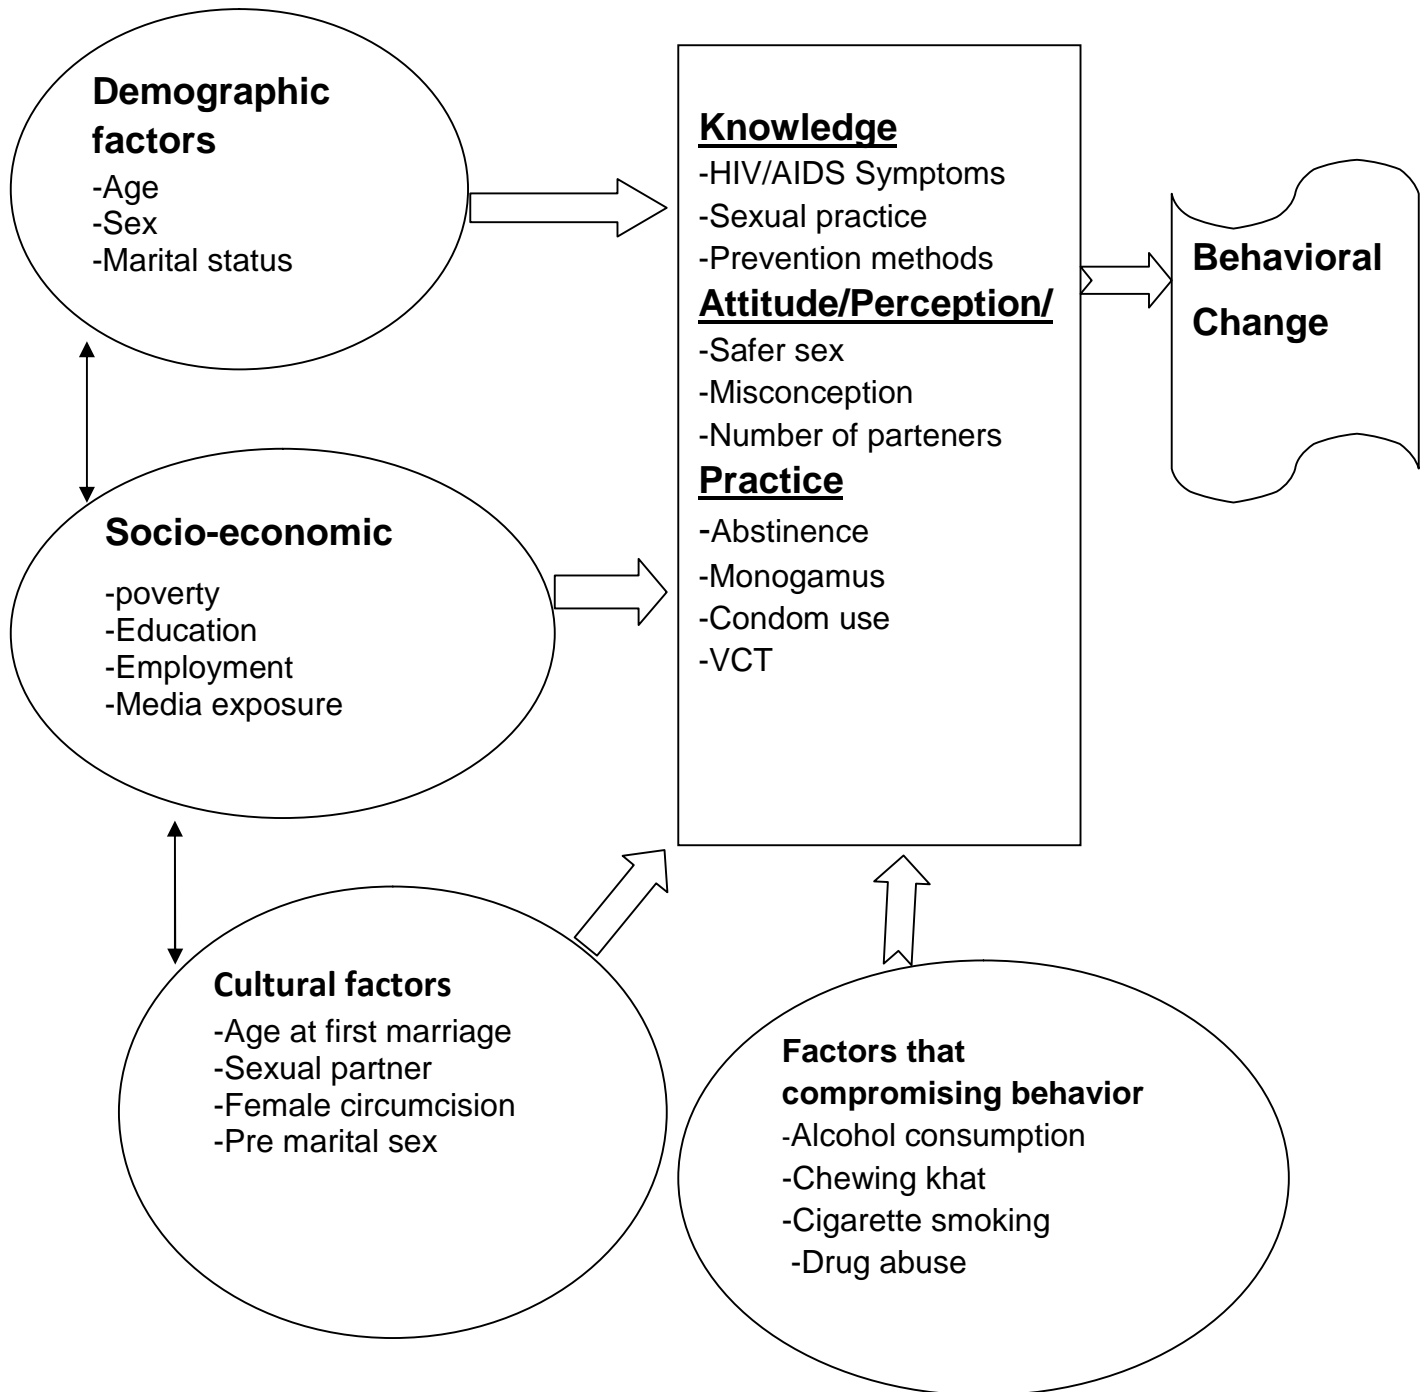 Demographic
factors
-Age
-Sex
-Marital status
Socio-economic
-poverty
-Education
-Employment
-Media exposure
Cultural factors
-Age at first marriage
-Sexual partner
-Female circumcision
-Pre marital sex
Knowledge
-HIV/AIDS Symptoms
-Sexual practice
-Prevention methods
Attitude/Perception/
-Safer sex
-Misconception
-Number of parteners
Practice
-Abstinence
-Monogamus
-Condom use
-VCT
Factors that
compromising behavior
-Alcohol consumption
-Chewing khat
-Cigarette smoking
-Drug abuse
Behavioral
Change